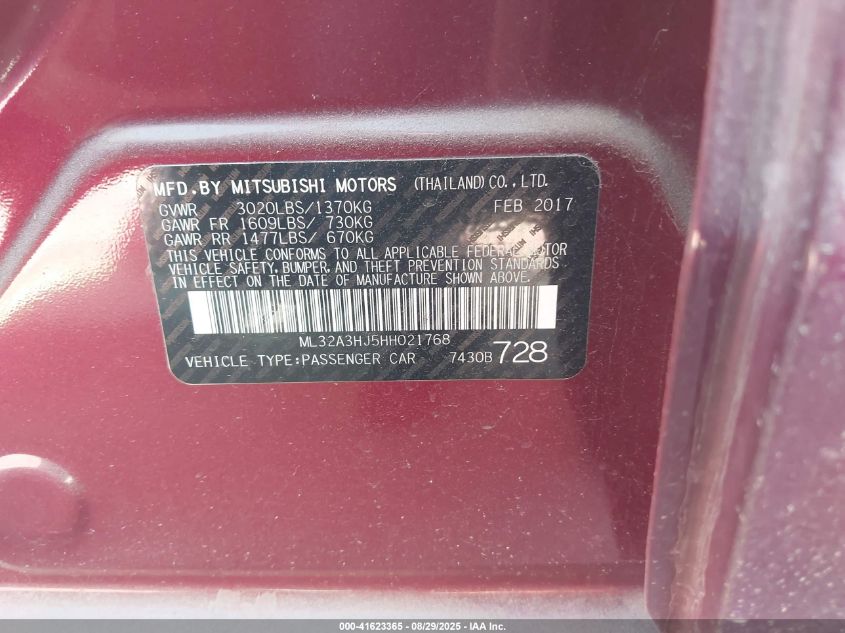 MFD.BY MITSUBISHI MOTORS (THAILAND)CO.,LTD.
GVWR 3020LBS/1370KG FEB 2017
GAWR FR 1609LBS/ 730KG
GAWR RR 1477LBS/ 670KG
THIS VEHICLE CONFORMS TO ALL APPLICABLE FEDERAL MOTOR
VEHICLE SAFETY, BUMPER, AND THEFT PREVENTION STANDARDS
IN EFFECT ON THE DATE OF MANUFACTURE SHOWN ABOVE.
ML32A3HJ5HH021768
VEHICLE TYPE:PASSENGER CAR 7430B 728
000-41623365 - 08/29/2025 - IAA Inc.